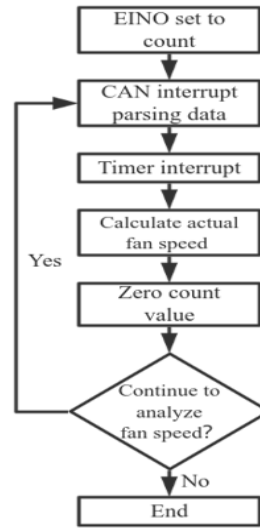 EINO set to
count
CAN interrupt
parsing data
Timer interrupt
Calculate actual
fan speed
Yes
Zero count
value
Continue to
analyze
fan speed?
No
End